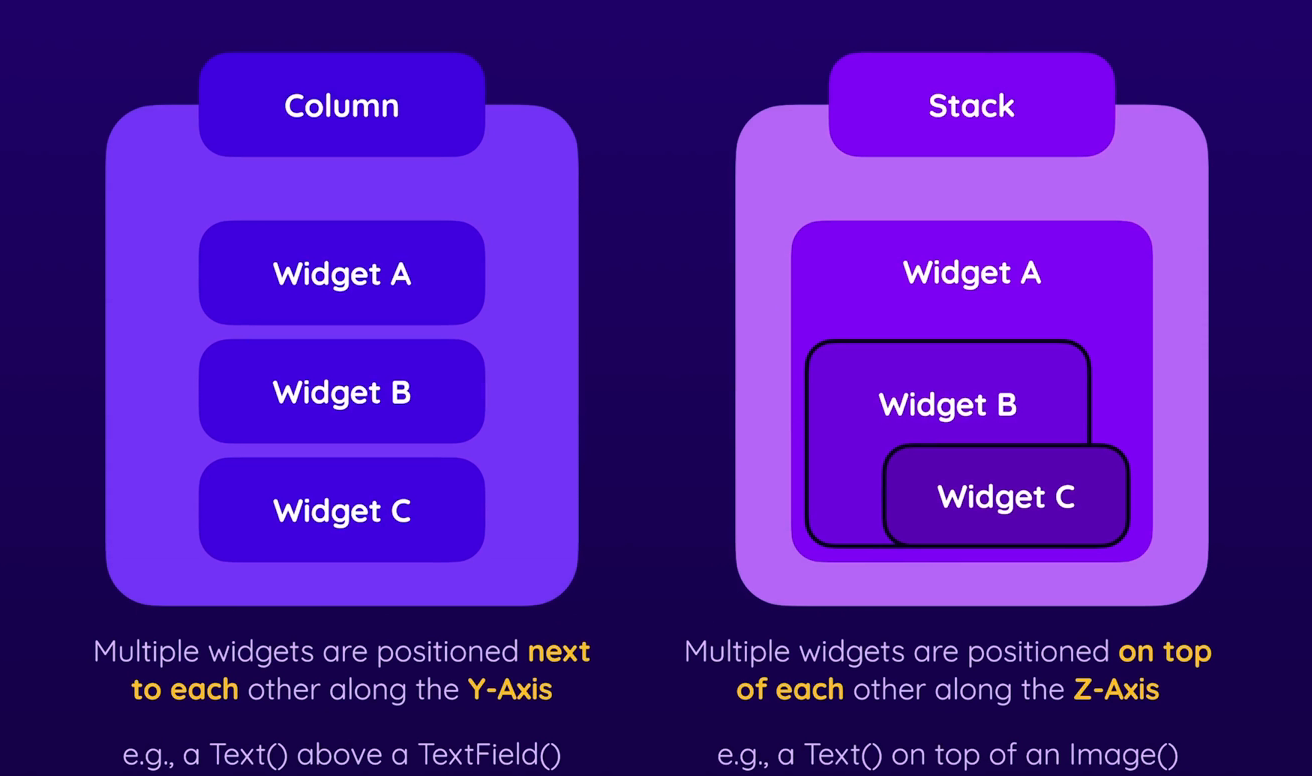 Column
Widget A
Widget B
Widget C
Multiple widgets are positioned next
to each other along the Y-Axis
e.g., a Text() above a TextField()
Stack
Widget A
Widget B
Widget C
Multiple widgets are positioned on top
of each other along the Z-Axis
e.g., a Text() on top of an Image()